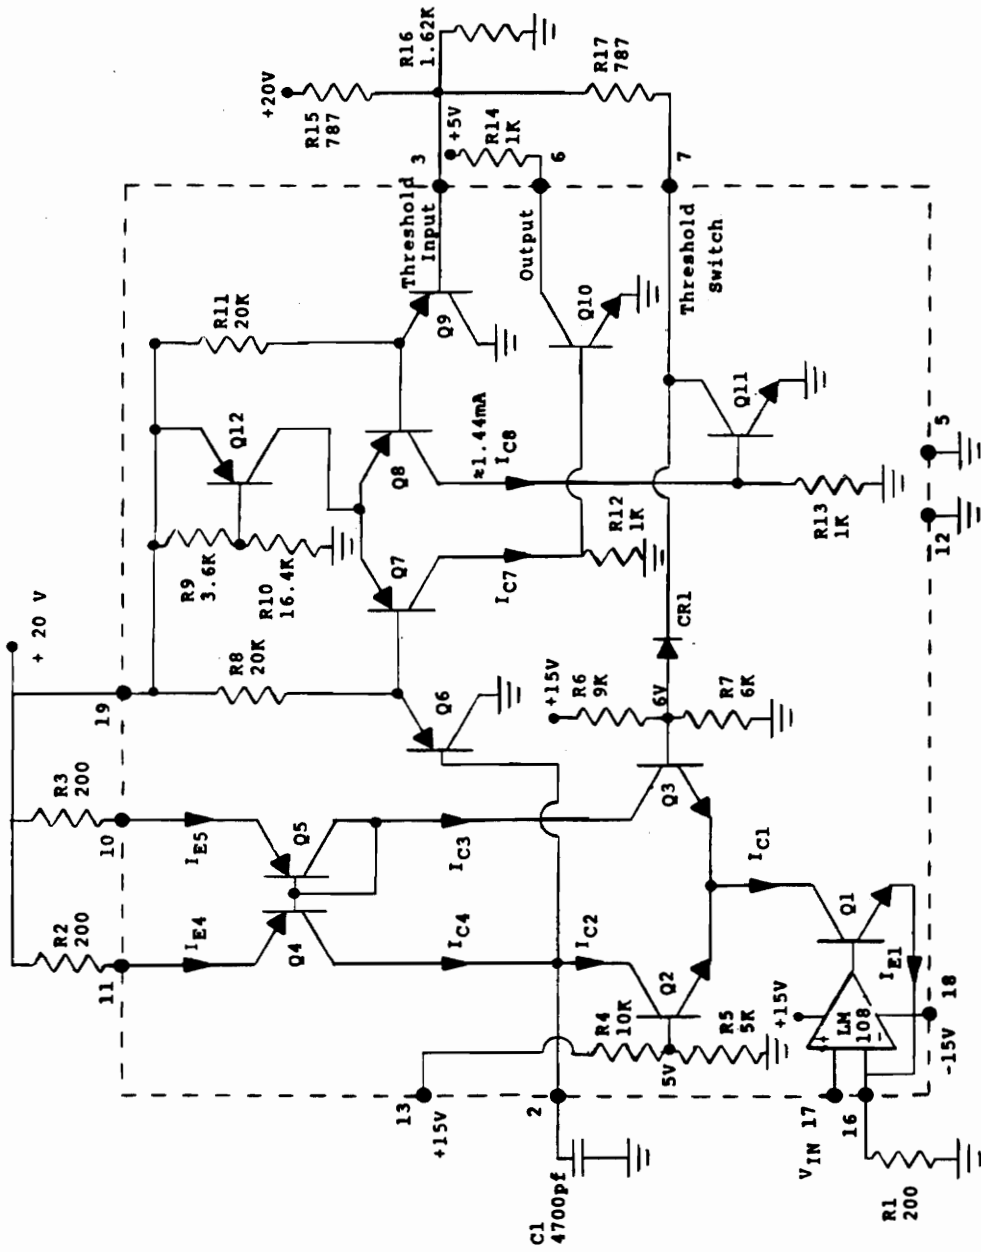 +20V
R16
1.62K
R15
787
R17
787
+5V
R14
1K
3
6
7
Threshold
Input
Output
Threshold
Switch
R11
20K
Q9
Q10
Q12
Q11
Q8
≈1.44mA
IC8
5
R9
3.6K
R10
16.4K
Q7
IC7
R12
1K
R13
1K
12
+ 20 V
19
R8
20K
Q6
CR1
+15V
R6
9K
6V
R7
6K
R3
200
10
IE5
Q5
IC3
Q3
IC1
R2
200
11
IE4
Q4
IC4
IC2
Q2
R4
10K
5V
R5
5K
Q1
IE1
+15V
LM
108
+
-
18
-15V
13
+15V
2
17
16
VIN
C1
4700pf
R1
200